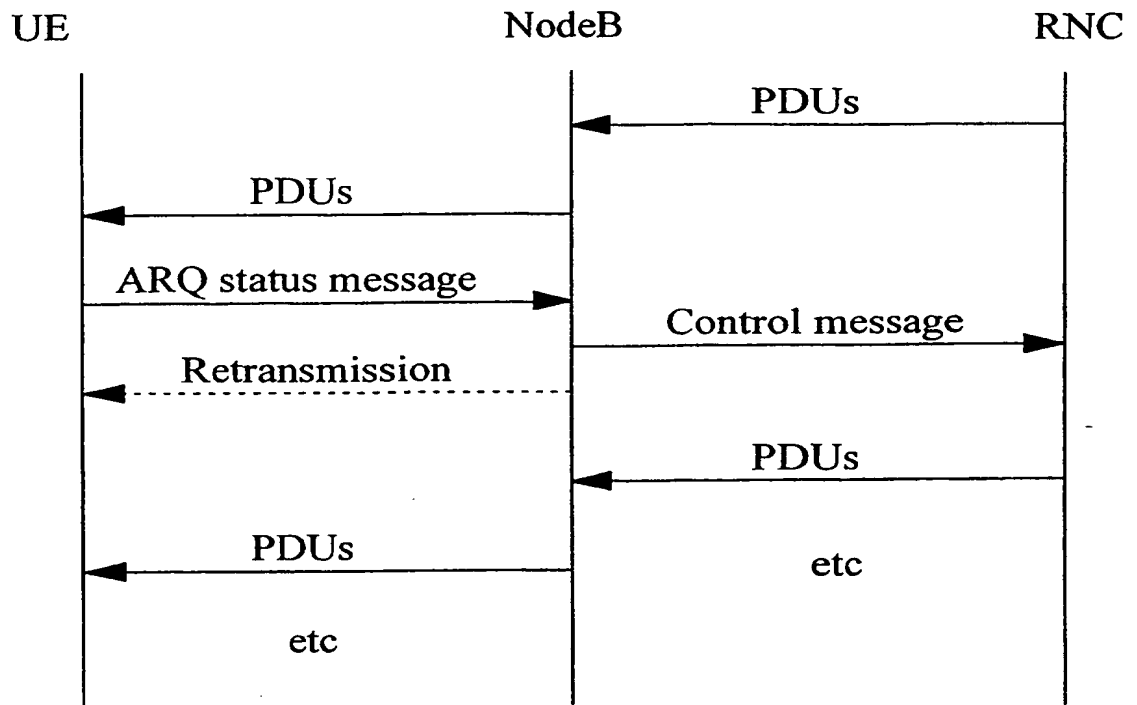 UE
NodeB
RNC
PDUs
PDUs
ARQ status message
Control message
Retransmission
PDUs
PDUs
etc
etc